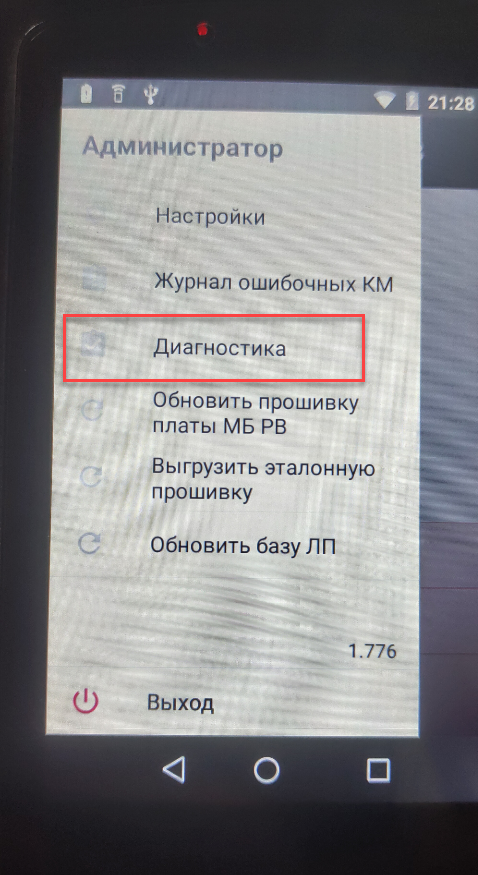 21:28
Администратор
Настройки
Журнал ошибочных КМ
Диагностика
Обновить прошивку
платы МБ РВ
Выгрузить эталонную
прошивку
Обновить базу ЛП
1.776
Выход